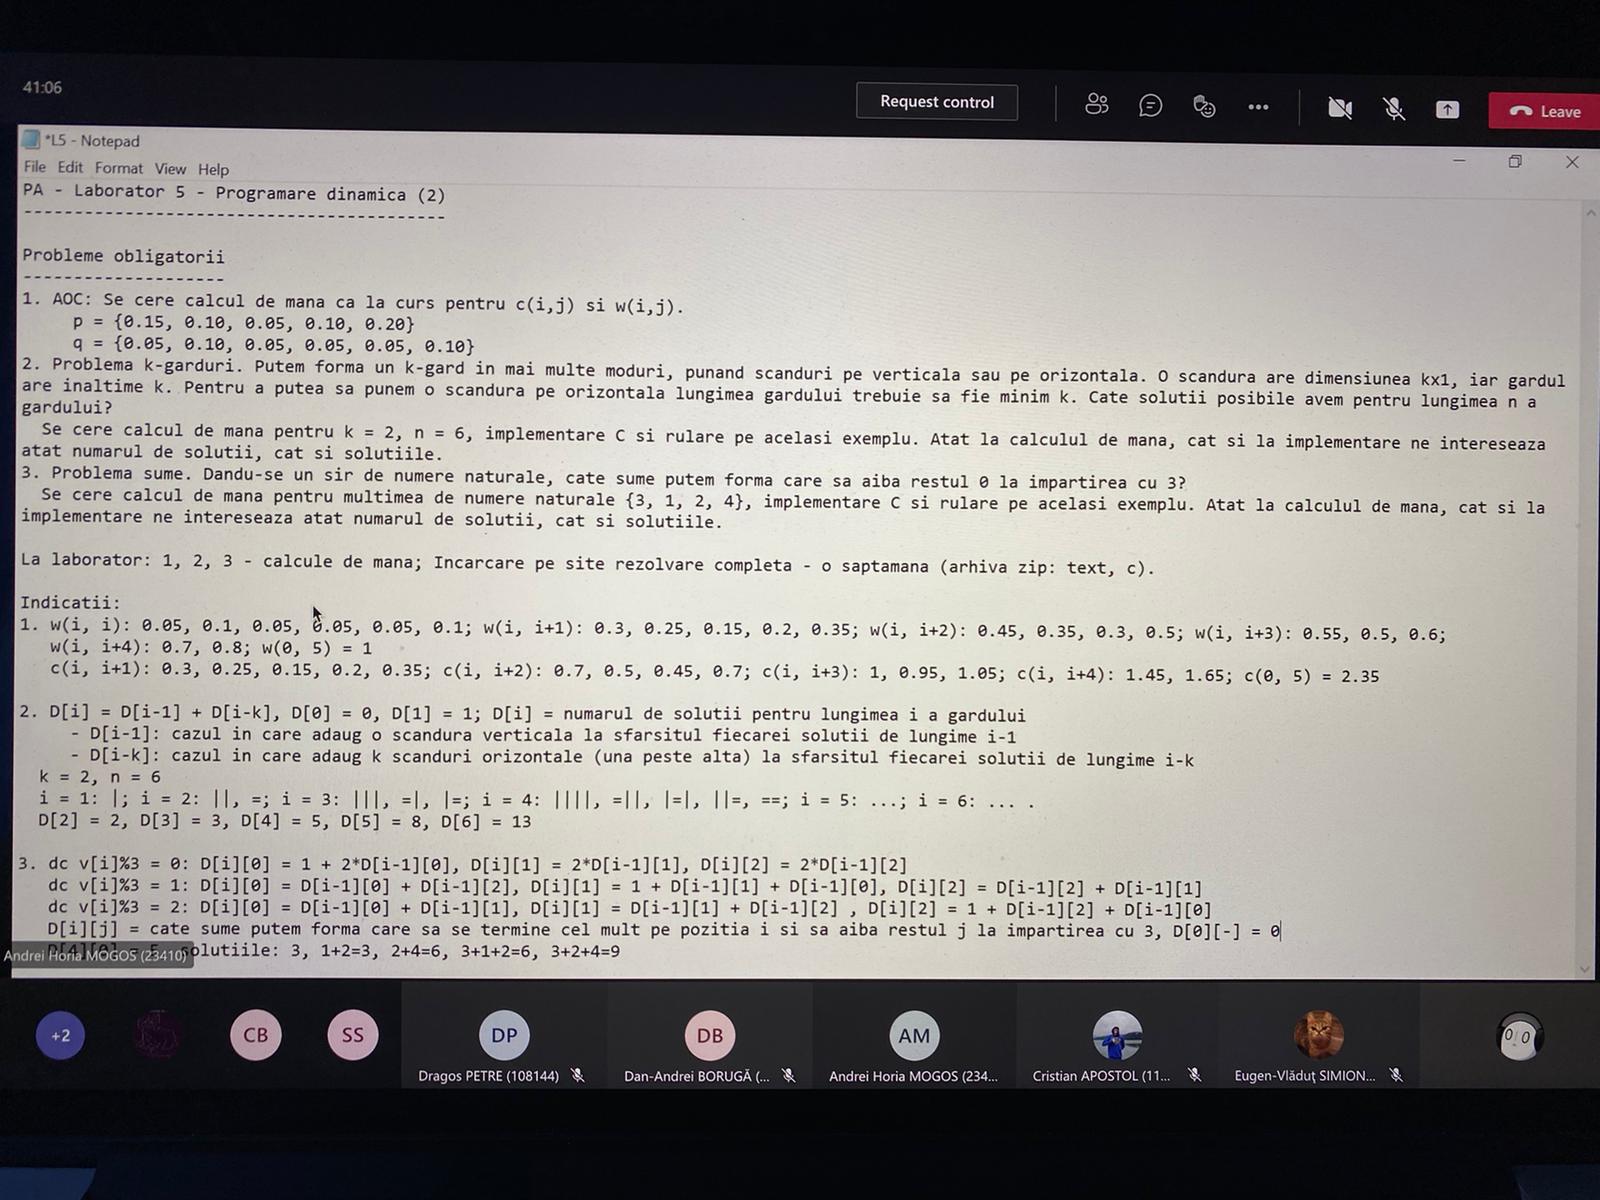 41:06
Request control
Leave
*L5 - Notepad
File Edit Format View Help
PA - Laborator 5 - Programare dinamica (2)
------------------------------------------
Probleme obligatorii
--------------------
1. AOC: Se cere calcul de mana ca la curs pentru c(i,j) si w(i,j).
p = {0.15, 0.10, 0.05, 0.10, 0.20}
q = {0.05, 0.10, 0.05, 0.05, 0.05, 0.10}
2. Problema k-garduri. Putem forma un k-gard in mai multe moduri, punand scanduri pe verticala sau pe orizontala. O scandura are dimensiunea kx1, iar gardul
are inaltime k. Pentru a putea sa punem o scandura pe orizontala lungimea gardului trebuie sa fie minim k. Cate solutii posibile avem pentru lungimea n a
gardului?
Se cere calcul de mana pentru k = 2, n = 6, implementare C si rulare pe acelasi exemplu. Atat la calculul de mana, cat si la implementare ne intereseaza
atat numarul de solutii, cat si solutiile.
3. Problema sume. Dandu-se un sir de numere naturale, cate sume putem forma care sa aiba restul 0 la impartirea cu 3?
Se cere calcul de mana pentru multimea de numere naturale {3, 1, 2, 4}, implementare C si rulare pe acelasi exemplu. Atat la calculul de mana, cat si la
implementare ne intereseaza atat numarul de solutii, cat si solutiile.
La laborator: 1, 2, 3 - calcule de mana; Incarcare pe site rezolvare completa - o saptamana (arhiva zip: text, c).
Indicatii:
1. w(i, i): 0.05, 0.1, 0.05, 0.05, 0.05, 0.1; w(i, i+1): 0.3, 0.25, 0.15, 0.2, 0.35; w(i, i+2): 0.45, 0.35, 0.3, 0.5; w(i, i+3): 0.55, 0.5, 0.6;
w(i, i+4): 0.7, 0.8; w(0, 5) = 1
c(i, i+1): 0.3, 0.25, 0.15, 0.2, 0.35; c(i, i+2): 0.7, 0.5, 0.45, 0.7; c(i, i+3): 1, 0.95, 1.05; c(i, i+4): 1.45, 1.65; c(0, 5) = 2.35
2. D[i] = D[i-1] + D[i-k], D[0] = 0, D[1] = 1; D[i] = numarul de solutii pentru lungimea i a gardului
- D[i-1]: cazul in care adaug o scandura verticala la sfarsitul fiecarei solutii de lungime i-1
- D[i-k]: cazul in care adaug k scanduri orizontale (una peste alta) la sfarsitul fiecarei solutii de lungime i-k
k = 2, n = 6
i = 1: |; i = 2: ||, =; i = 3: |||, =|, |=; i = 4: ||||, =||, |=|, ||=, ==; i = 5: ...; i = 6: ... .
D[2] = 2, D[3] = 3, D[4] = 5, D[5] = 8, D[6] = 13
3. dc v[i]%3 = 0: D[i][0] = 1 + 2*D[i-1][0], D[i][1] = 2*D[i-1][1], D[i][2] = 2*D[i-1][2]
dc v[i]%3 = 1: D[i][0] = D[i-1][0] + D[i-1][2], D[i][1] = 1 + D[i-1][1] + D[i-1][0], D[i][2] = D[i-1][2] + D[i-1][1]
dc v[i]%3 = 2: D[i][0] = D[i-1][0] + D[i-1][1], D[i][1] = D[i-1][1] + D[i-1][2] , D[i][2] = 1 + D[i-1][2] + D[i-1][0]
D[i][j] = cate sume putem forma care sa se termine cel mult pe pozitia i si sa aiba restul j la impartirea cu 3, D[0][-] = 0
D[4][0] = 5, solutiile: 3, 1+2=3, 2+4=6, 3+1+2=6, 3+2+4=9
Andrei Horia MOGOS (23410)
+2
CB
SS
DP
DB
AM
Dragos PETRE (108144)
Dan-Andrei BORUGĂ (...
Andrei Horia MOGOS (234...
Cristian APOSTOL (11...
Eugen-Vlăduț SIMION...